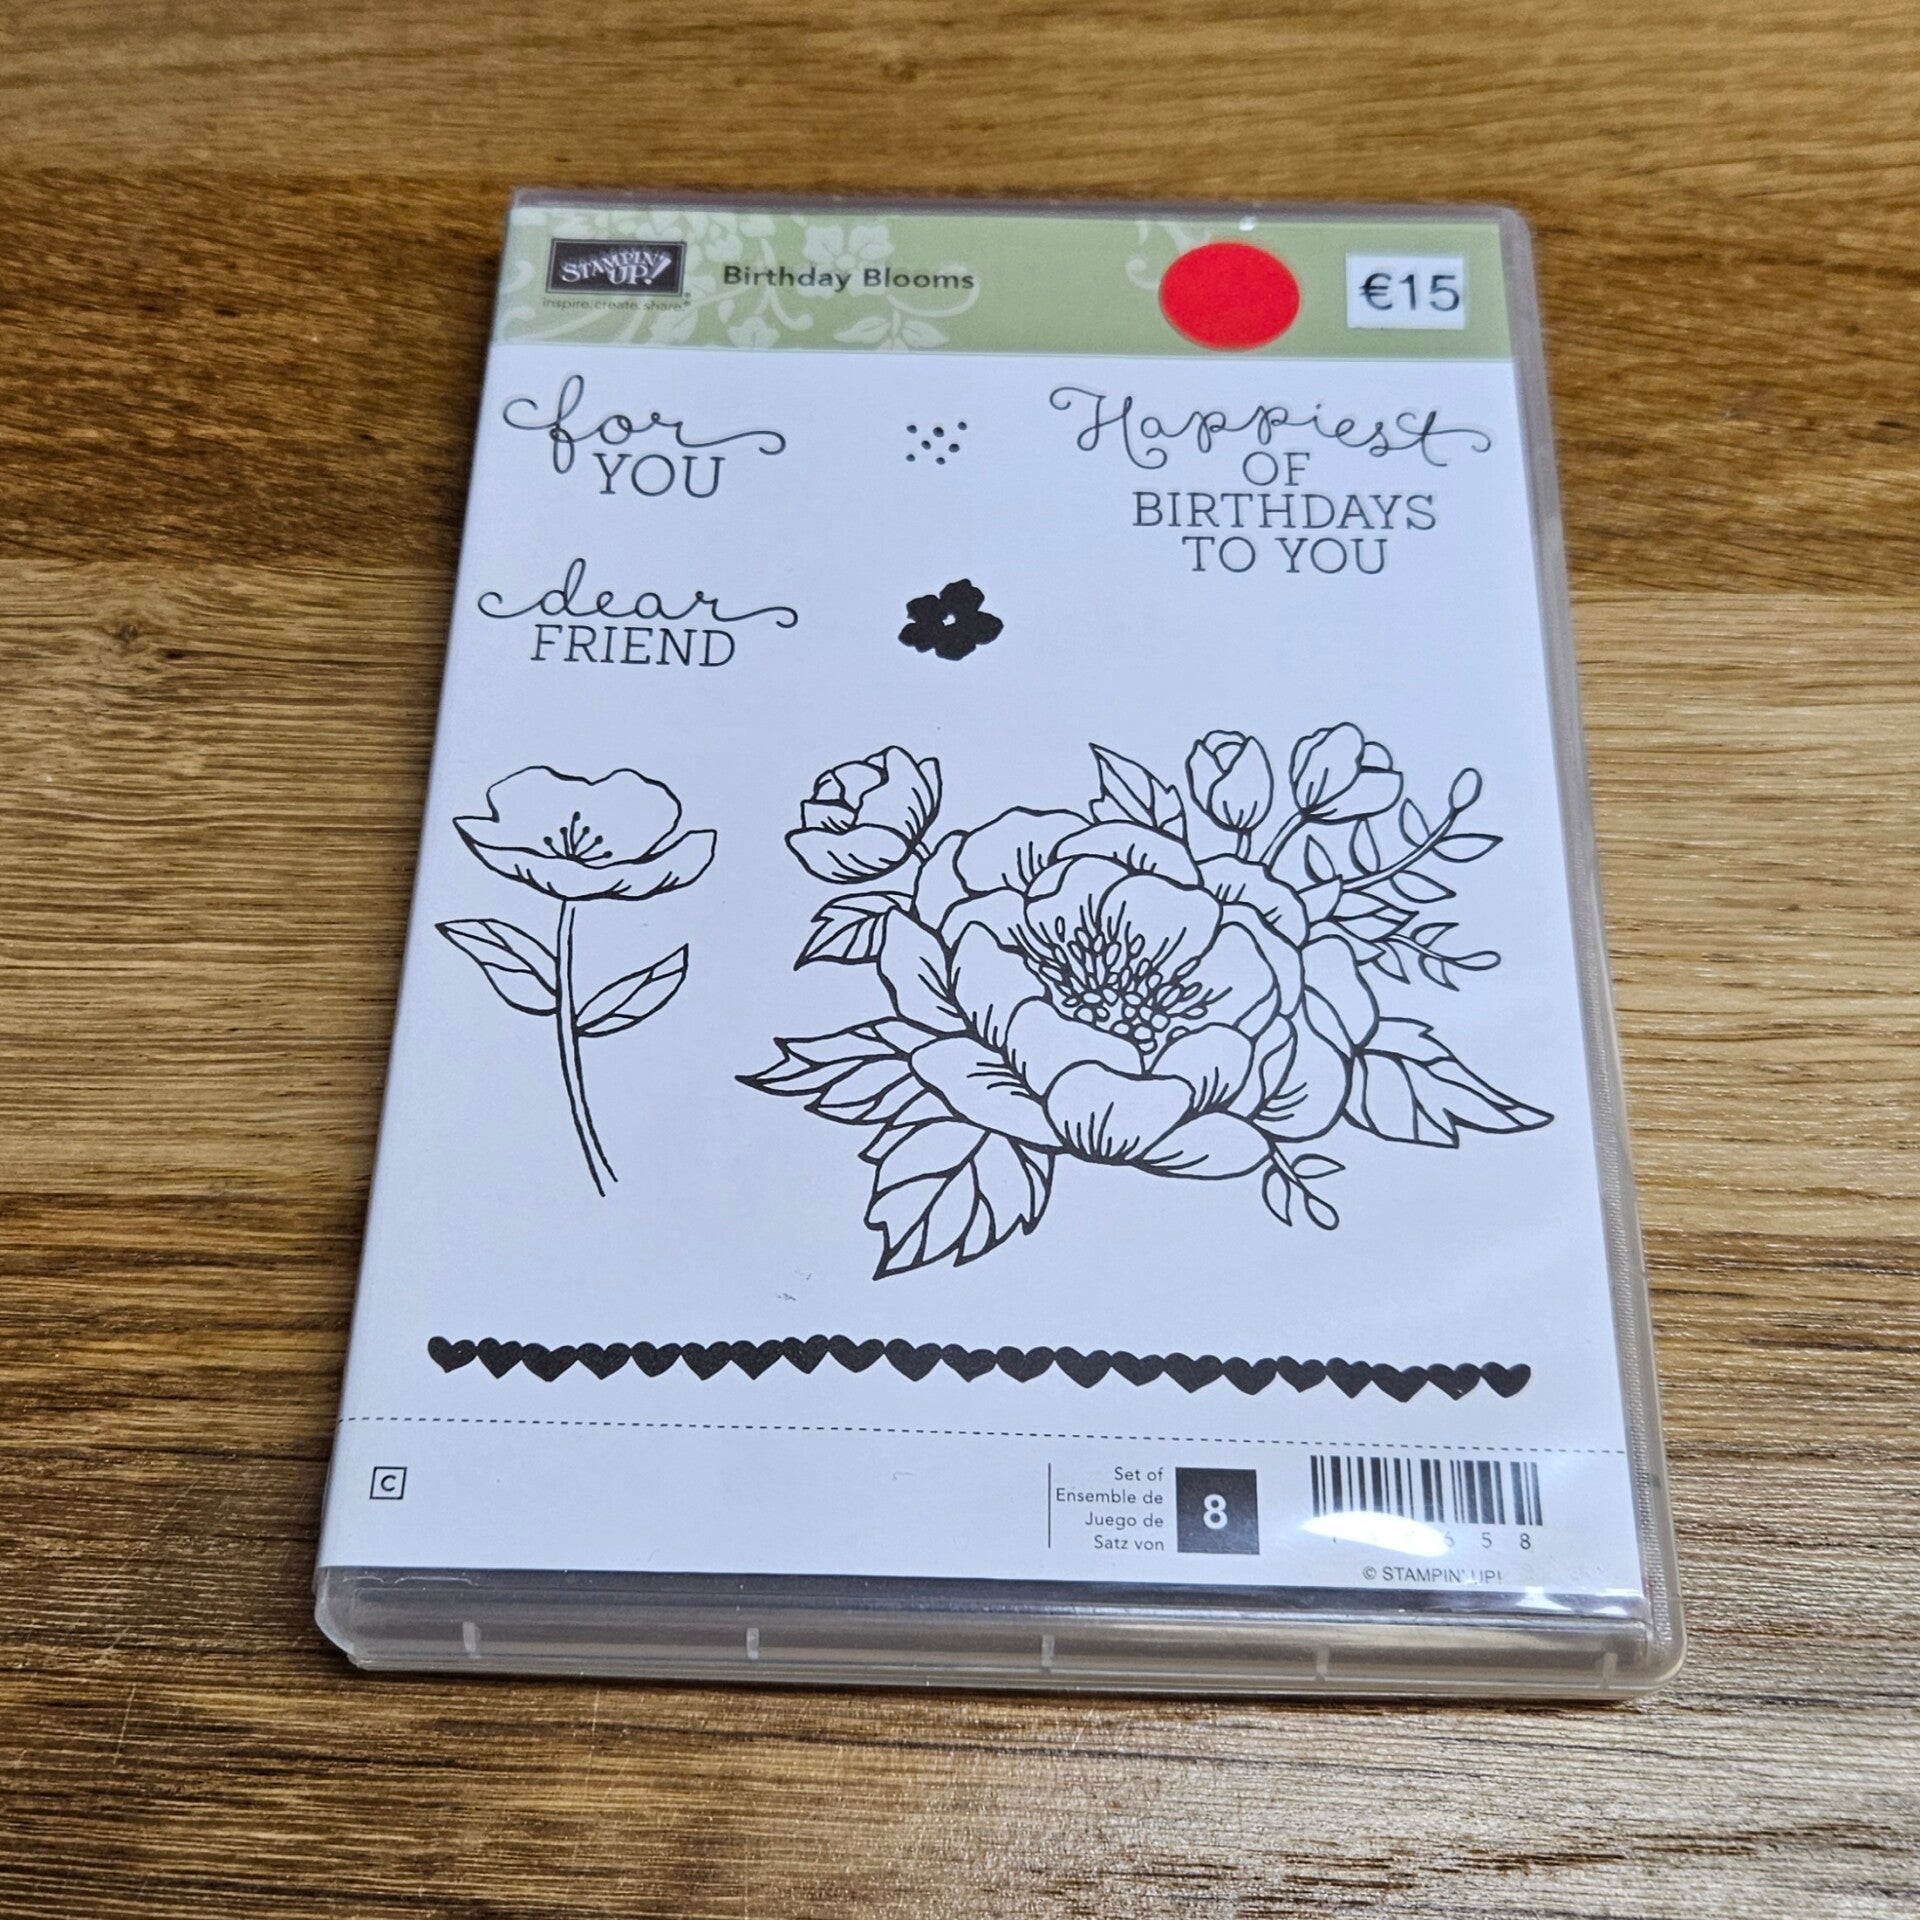 STAMPIN' UP!
inspire. create. share.®
Birthday Blooms
€15
for
YOU
Happiest
OF
BIRTHDAYS
TO YOU
dear
FRIEND
C
Set of
Ensemble de
Juego de
Satz von
8
© STAMPIN' UP!